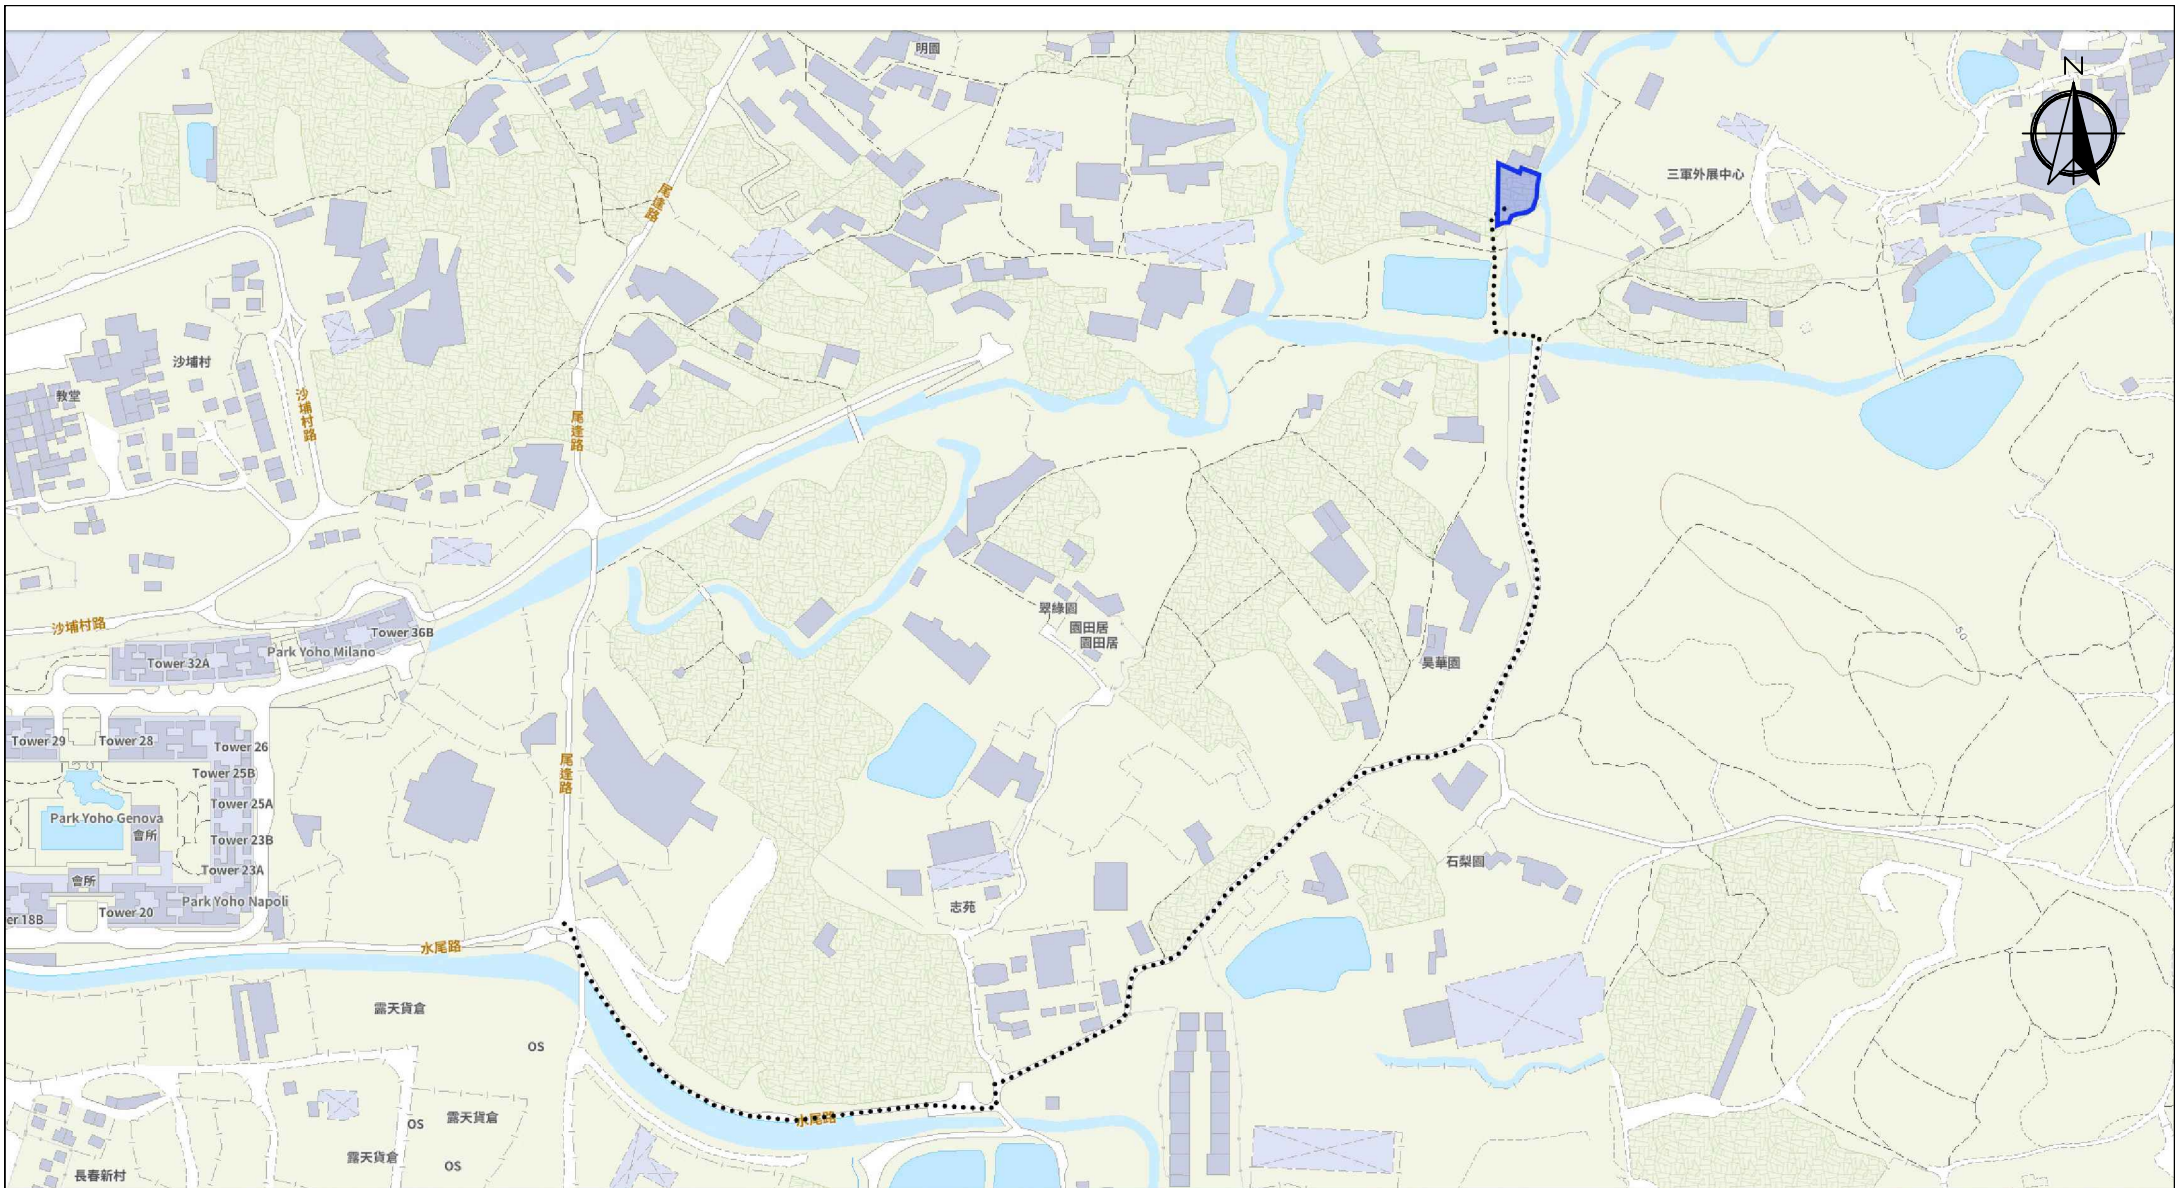 明園
N
三軍外展中心
尾逢路
沙埔村
教堂
沙埔村路
尾逢路
翠綠園
沙埔村路
Tower 36B
園田居
園田居
Park Yoho Milano
Tower 32A
昊華園
50
Tower 29
Tower 28
Tower 26
尾逢路
Tower 25B
Tower 25A
Park Yoho Genova
會所
Tower 23B
石梨園
Tower 23A
會所
Park Yoho Napoli
志苑
Tower 20
er 18B
水尾路
露天貨倉
OS
露天貨倉
水尾路
OS
露天貨倉
OS
長春新村